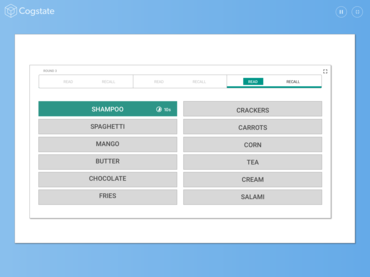 Cogstate
ROUND 3
READ RECALL READ RECALL READ RECALL
SHAMPOO 10s CRACKERS
SPAGHETTI CARROTS
MANGO CORN
BUTTER TEA
CHOCOLATE CREAM
FRIES SALAMI